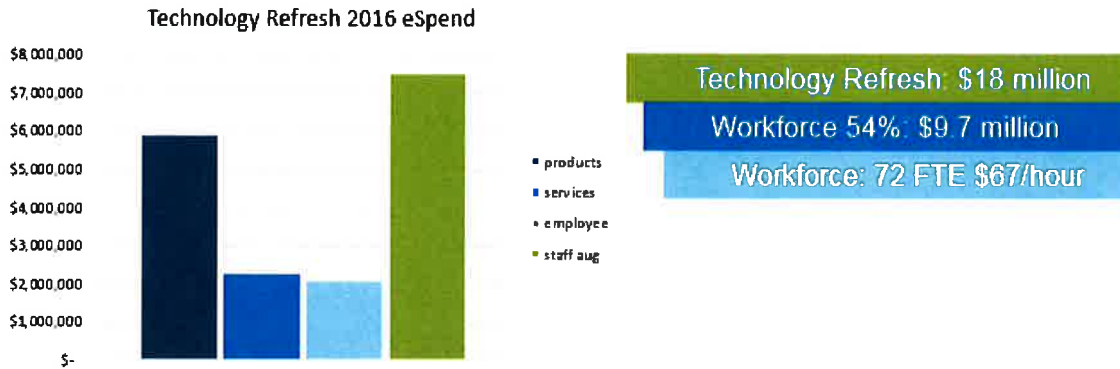 Technology Refresh 2016 eSpend
$8,000,000
$7,000,000
$6,000,000
$5,000,000
$4,000,000
$3,000,000
$2,000,000
$1,000,000
$-
products
services
employee
staff aug
Technology Refresh: $18 million
Workforce 54%: $9.7 million
Workforce: 72 FTE $67/hour